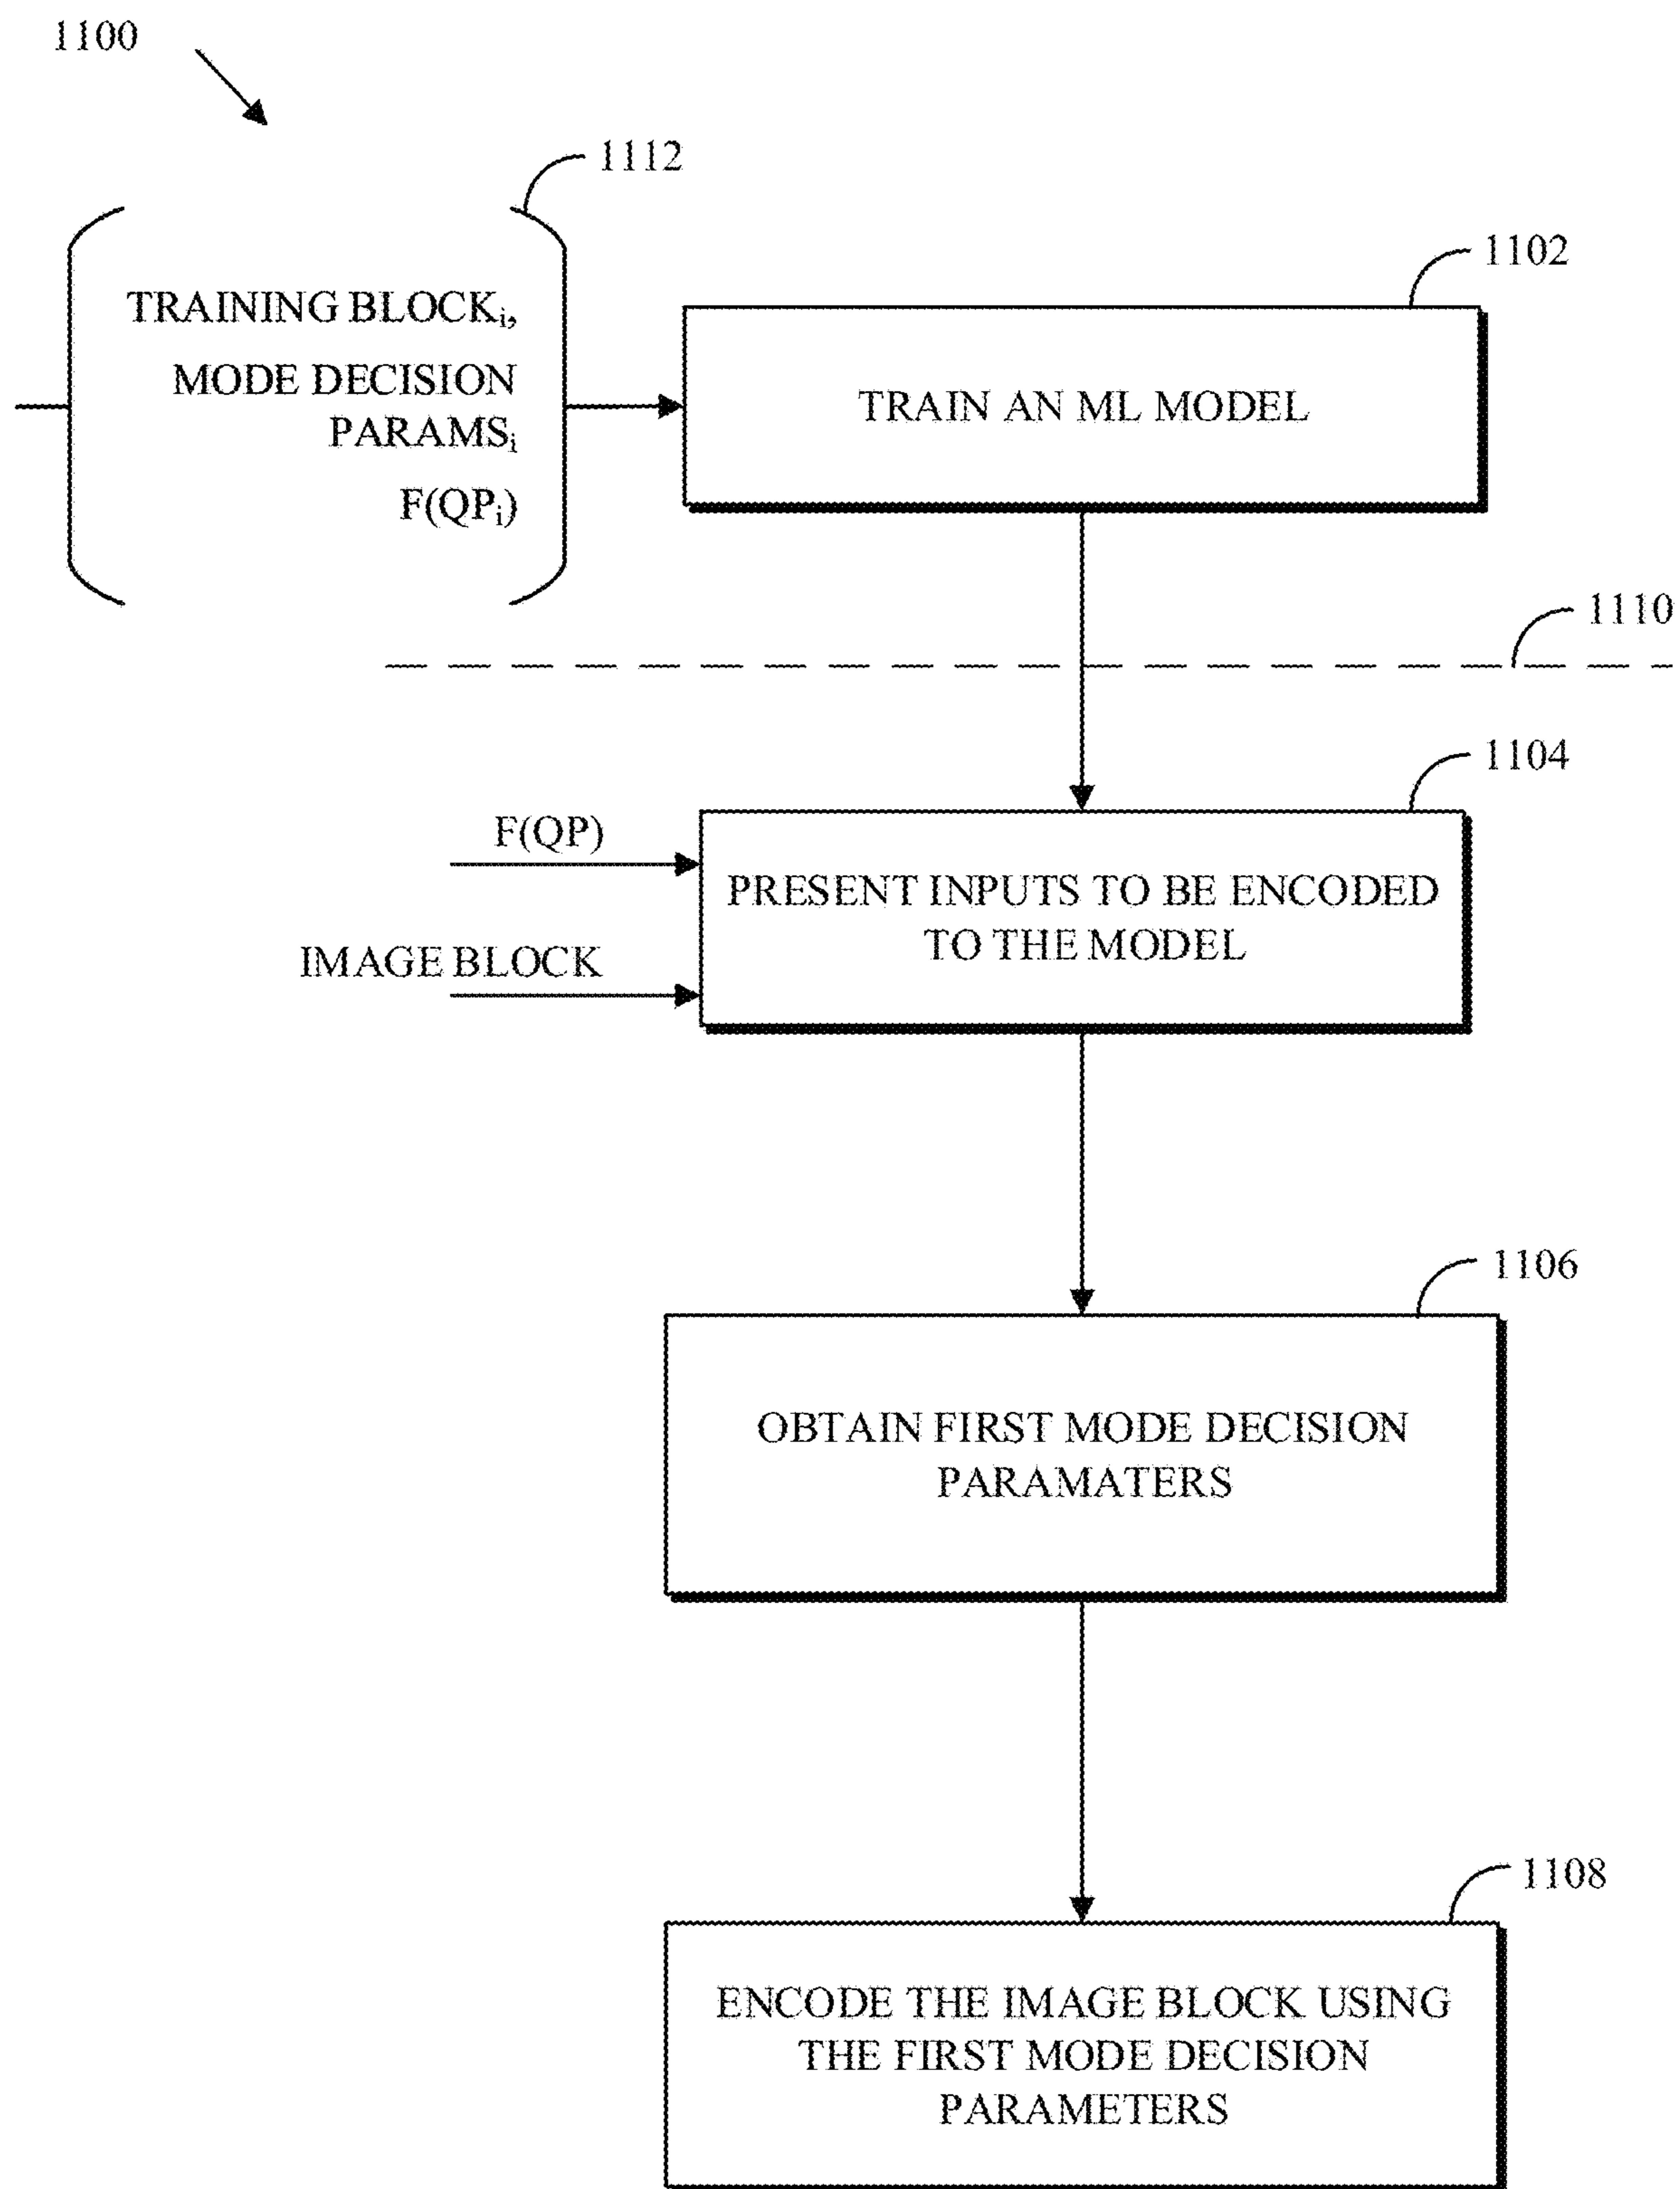 1100
1112
1102
TRAINING BLOCKi,
MODE DECISION
PARAMSi
F(QPi)
TRAIN AN ML MODEL
1110
1104
F(QP)
PRESENT INPUTS TO BE ENCODED
TO THE MODEL
IMAGE BLOCK
1106
OBTAIN FIRST MODE DECISION
PARAMATERS
1108
ENCODE THE IMAGE BLOCK USING
THE FIRST MODE DECISION
PARAMETERS